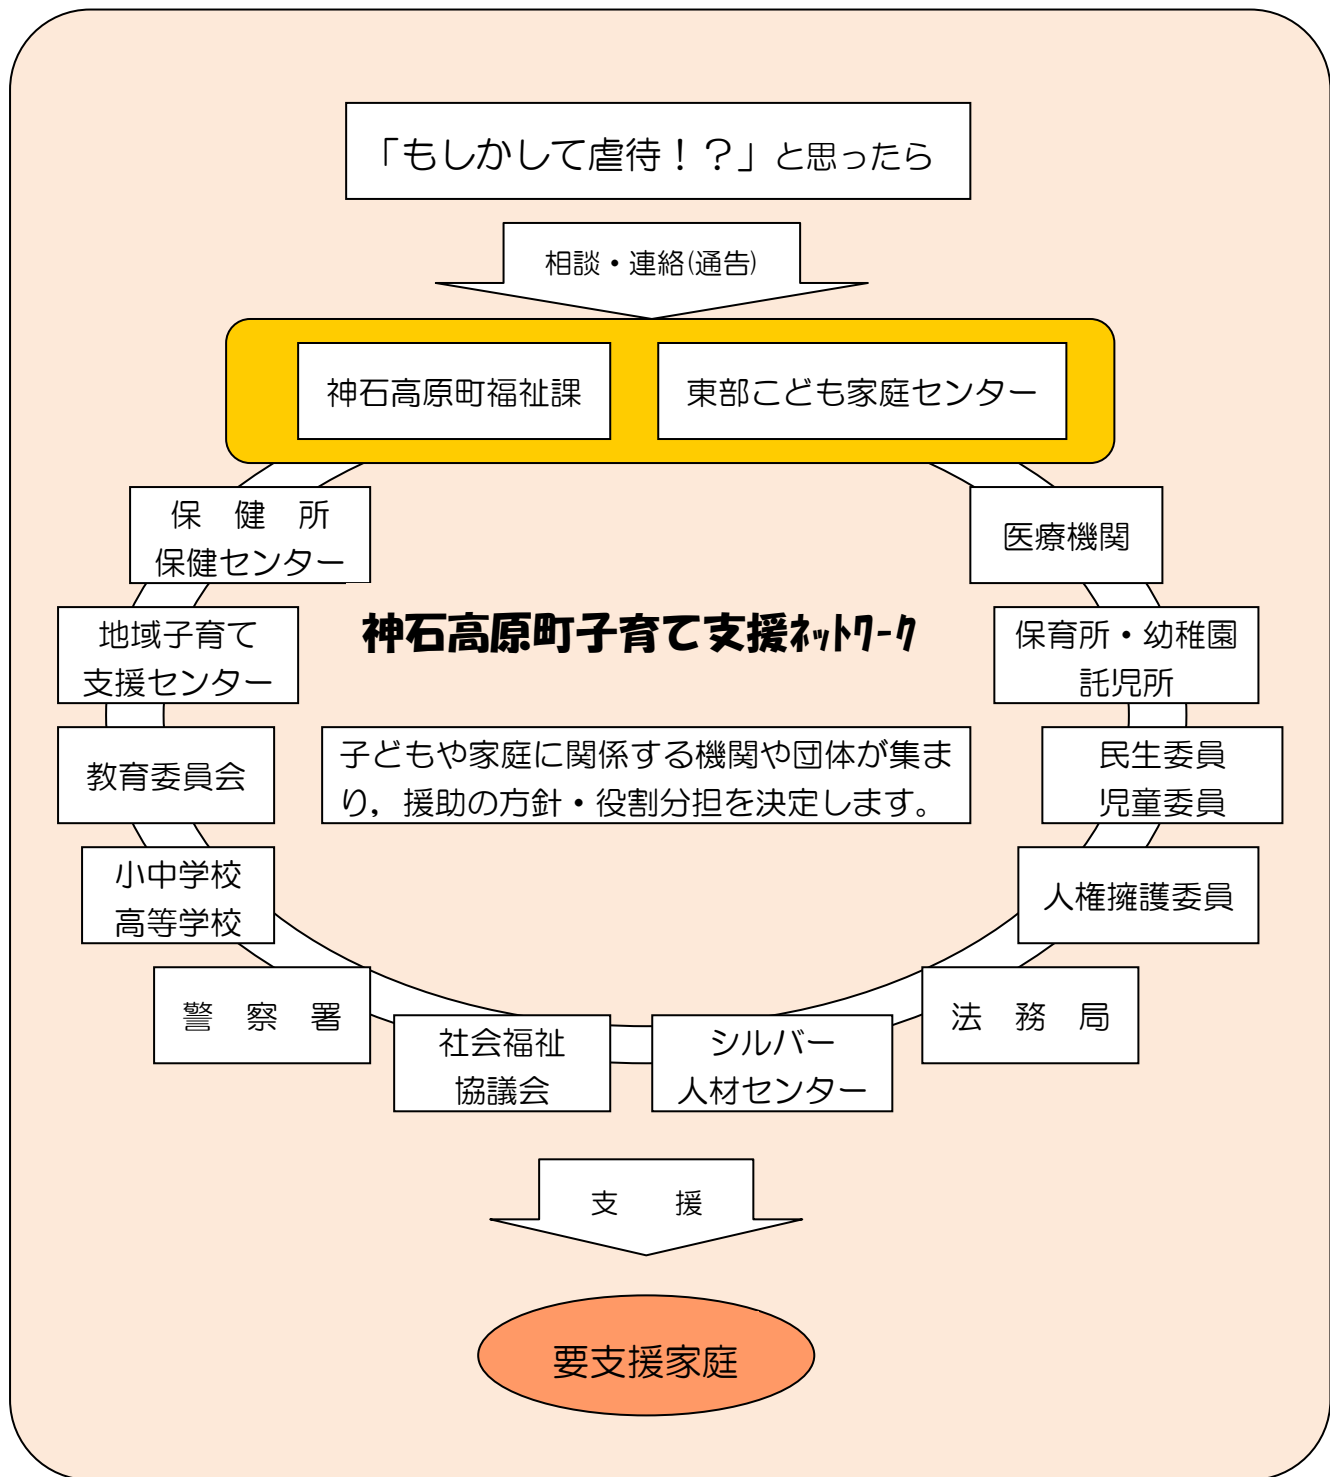 「もしかして虐待！？」と思ったら
相談・連絡(通告)
神石高原町福祉課
東部こども家庭センター
保　健　所
保健センター
医療機関
地域子育て
支援センター
神石高原町子育て支援ﾈｯﾄﾜｰｸ
保育所・幼稚園
託児所
教育委員会
子どもや家庭に関係する機関や団体が集ま
り，援助の方針・役割分担を決定します。
民生委員
児童委員
小中学校
高等学校
人権擁護委員
警　察　署
社会福祉
協議会
シルバー
人材センター
法　務　局
支　　援
要支援家庭